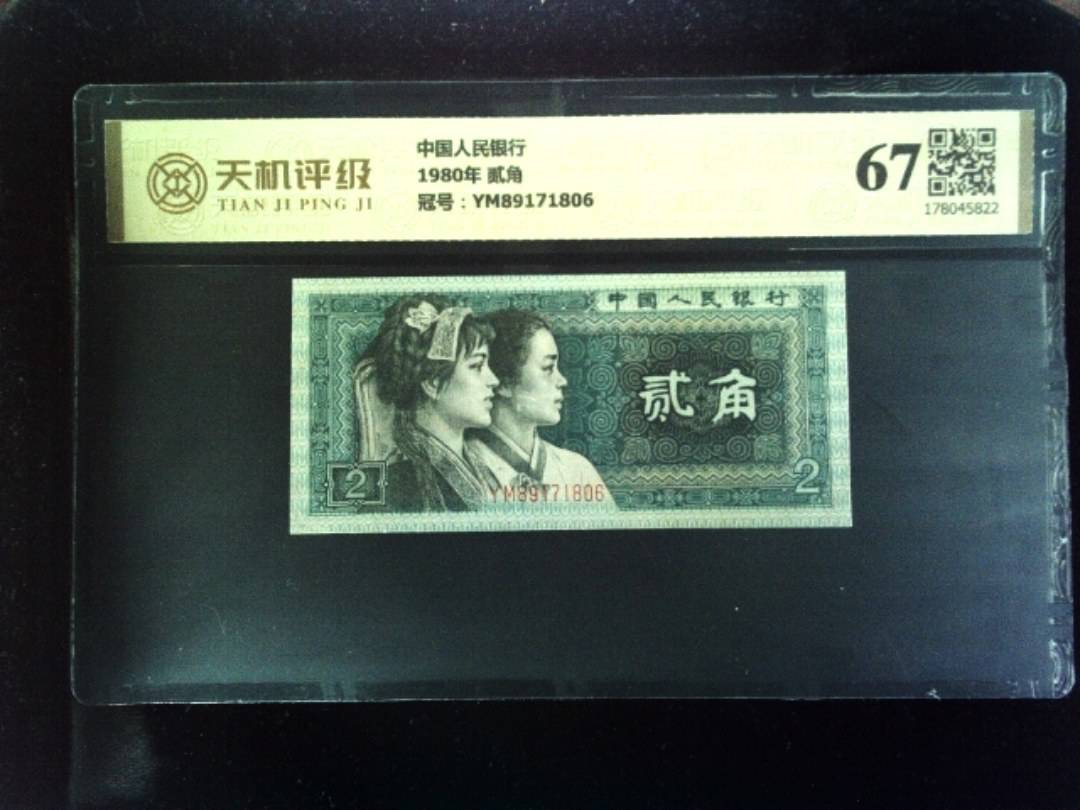 天机评级
TIAN JI PING JI
中国人民银行
1980年 贰角
冠号：YM89171806
67
178045822
中国人民银行
贰角
2
YM89171806
2